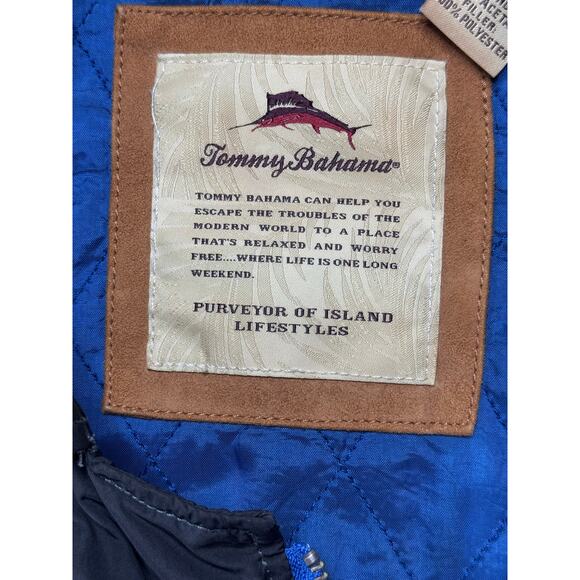 FILLER:
100% POLYESTER
Tommy Bahama®
TOMMY BAHAMA CAN HELP YOU
ESCAPE THE TROUBLES OF THE
MODERN WORLD TO A PLACE
THAT'S RELAXED AND WORRY
FREE....WHERE LIFE IS ONE LONG
WEEKEND.
PURVEYOR OF ISLAND
LIFESTYLES